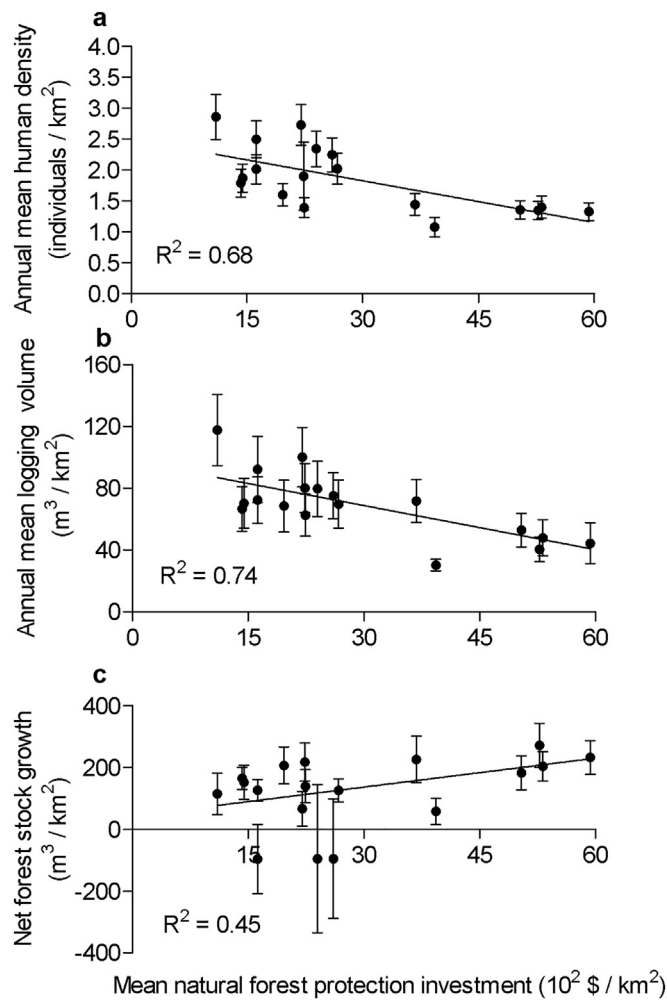 a
Annual mean human density
(individuals / km²)
4.0
3.5
3.0
2.5
2.0
1.5
1.0
0.5
0.0
R² = 0.68
0 15 30 45 60
b
Annual mean logging volume
(m³ / km²)
160
120
80
40
0
R² = 0.74
0 15 30 45 60
c
Net forest stock growth
(m³ / km²)
400
200
0
-200
-400
15 30 45 60
R² = 0.45
Mean natural forest protection investment (10² $ / km²)